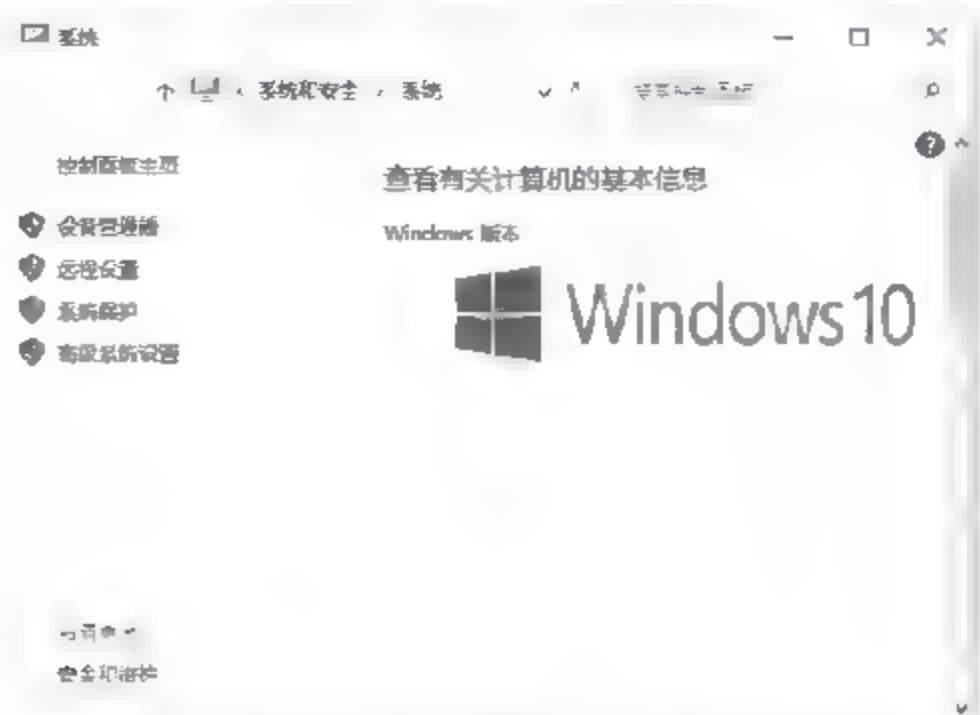 系统
系统和安全 › 系统
控制面板主页
查看有关计算机的基本信息
设备管理器
Windows 版本
远程设置
系统保护
高级系统设置
Windows 10
安全和维护